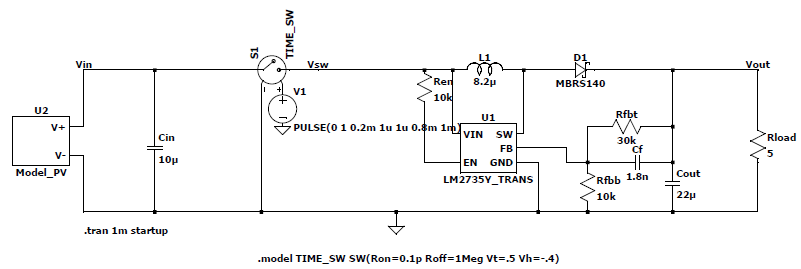 TIME_SW
S1
Vin
Vsw
L1
8.2µ
D1
MBRS140
Vout
U2
V+
V-
Model_PV
Cin
10µ
V1
PULSE(0 1 0.2m 1u 1u 0.8m 1m)
Ren
10k
U1
VIN
SW
FB
EN
GND
LM2735Y_TRANS
Rfbt
30k
Cf
1.8n
Rfbb
10k
Cout
22µ
Rload
5
.tran 1m startup
.model TIME_SW SW(Ron=0.1p Roff=1Meg Vt=.5 Vh=-.4)